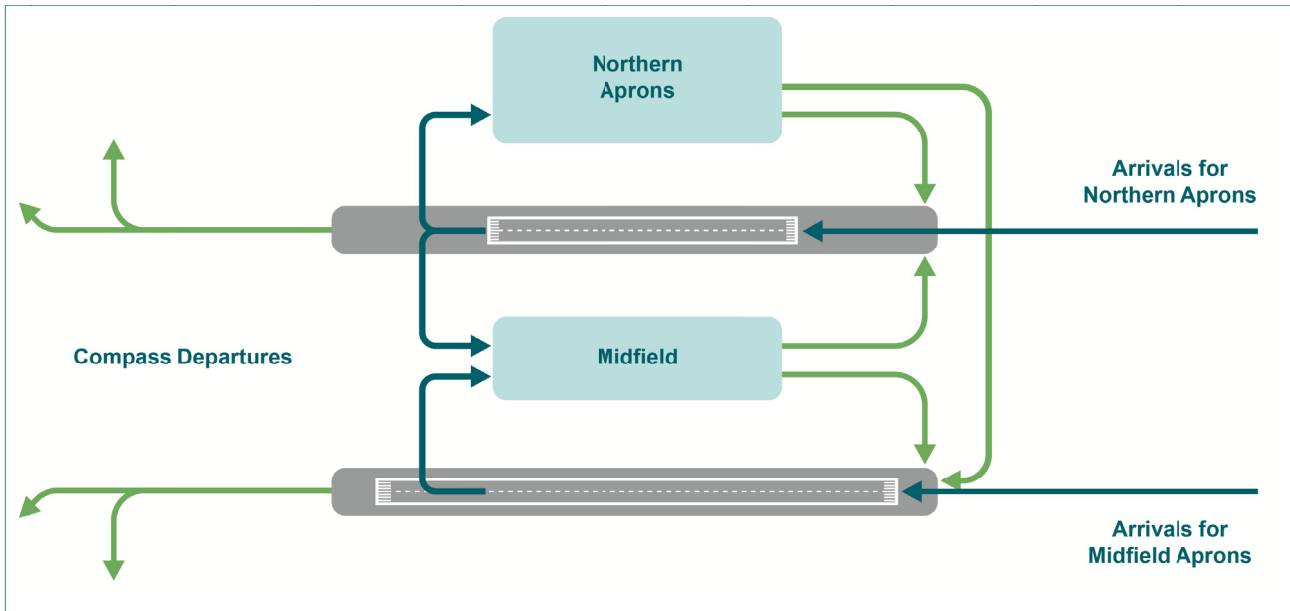 Northern
Aprons
Arrivals for
Northern Aprons
Compass Departures
Midfield
Arrivals for
Midfield Aprons